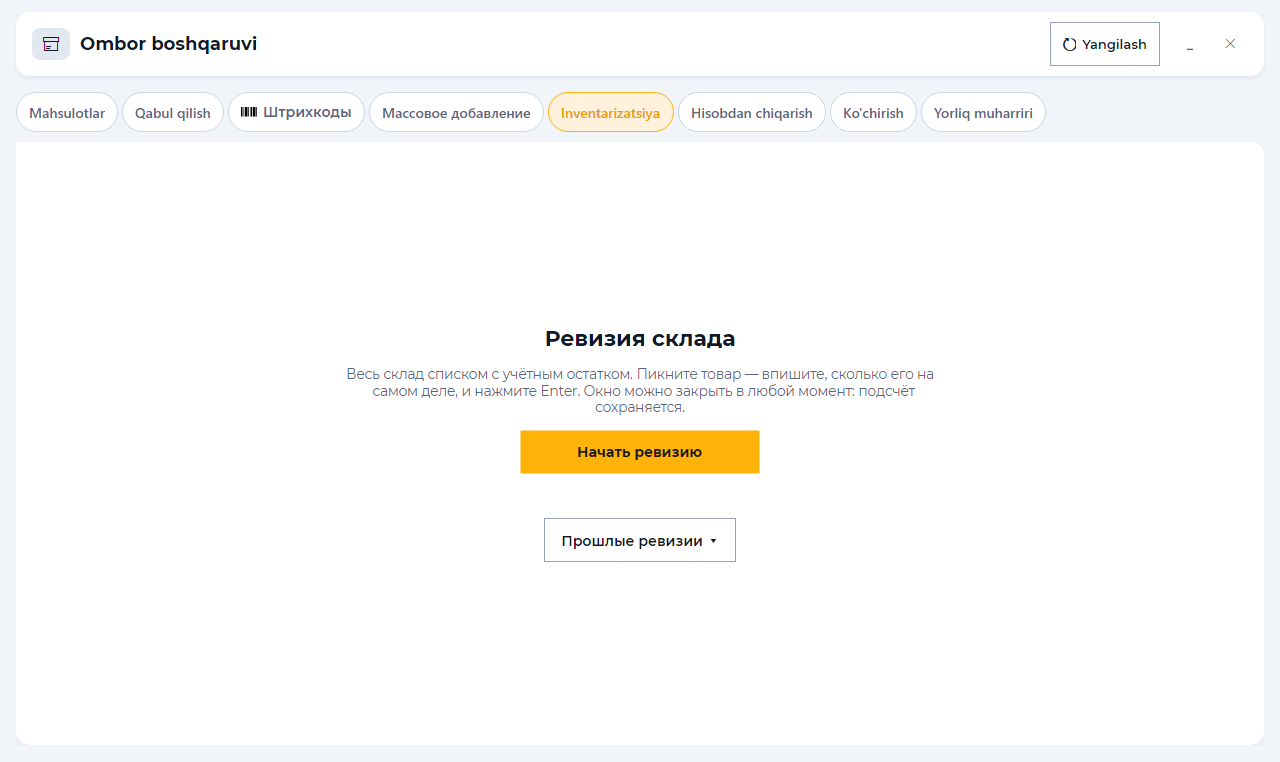 Ombor boshqaruvi
Yangilash
Mahsulotlar
Qabul qilish
Штрихкоды
Массовое добавление
Inventarizatsiya
Hisobdan chiqarish
Ko'chirish
Yorliq muharriri
Ревизия склада
Весь склад списком с учётным остатком. Пикните товар — впишите, сколько его на
самом деле, и нажмите Enter. Окно можно закрыть в любой момент: подсчёт
сохраняется.
Начать ревизию
Прошлые ревизии